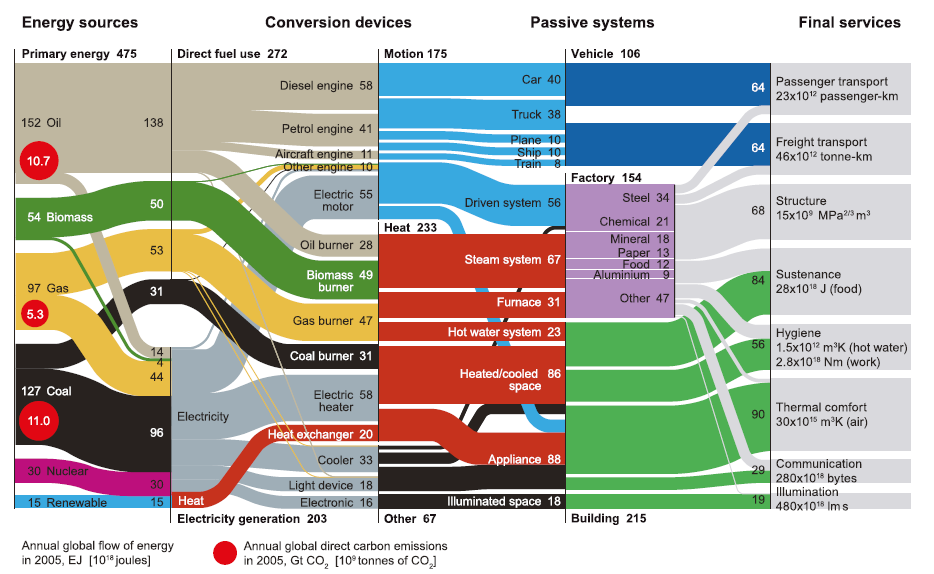 Energy sources
Conversion devices
Passive systems
Final services
Primary energy 475
Direct fuel use 272
Motion 175
Vehicle 106
152 Oil
138
10.7
54 Biomass
50
53
97 Gas
5.3
31
14
4
44
127 Coal
11.0
96
30 Nuclear
30
15 Renewable
15
Diesel engine 58
Petrol engine 41
Aircraft engine 11
Other engine 10
Electric
motor 55
Oil burner 28
Biomass
burner 49
Gas burner 47
Coal burner 31
Electricity
Electric
heater 58
Heat exchanger 20
Cooler 33
Light device 18
Electronic 16
Heat
Electricity generation 203
Car 40
Truck 38
Plane 10
Ship 10
Train 8
Driven system 56
Heat 233
Steam system 67
Furnace 31
Hot water system 23
Heated/cooled
space 86
Appliance 88
Illuminated space 18
Other 67
64
64
Factory 154
Steel 34
Chemical 21
Mineral 18
Paper 13
Food 12
Aluminium 9
Other 47
68
84
56
90
29
19
Building 215
Passenger transport
23x10¹² passenger-km
Freight transport
46x10¹² tonne-km
Structure
15x10⁹ MPa²ᐟ³m³
Sustenance
28x10¹⁸ J (food)
Hygiene
1.5x10¹² m³K (hot water)
2.8x10¹⁸ Nm (work)
Thermal comfort
30x10¹⁵ m³K (air)
Communication
280x10¹⁸ bytes
Illumination
480x10¹⁸ lm s
Annual global flow of energy
in 2005, EJ [10¹⁸ joules]
Annual global direct carbon emissions
in 2005, Gt CO₂ [10⁹ tonnes of CO₂]